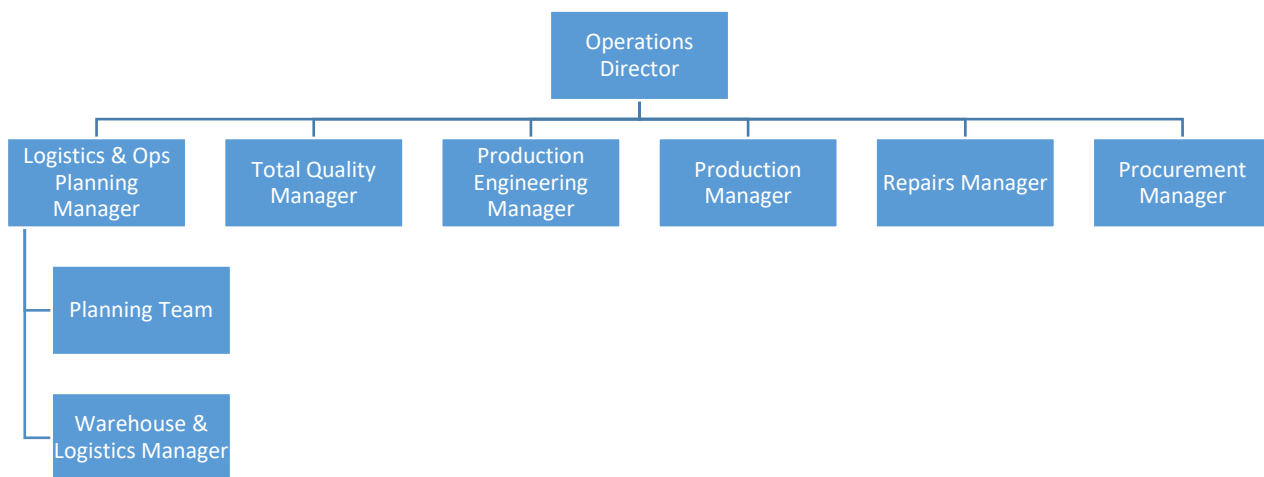 Operations
Director
Logistics & Ops
Planning
Manager
Total Quality
Manager
Production
Engineering
Manager
Production
Manager
Repairs Manager
Procurement
Manager
Planning Team
Warehouse &
Logistics Manager